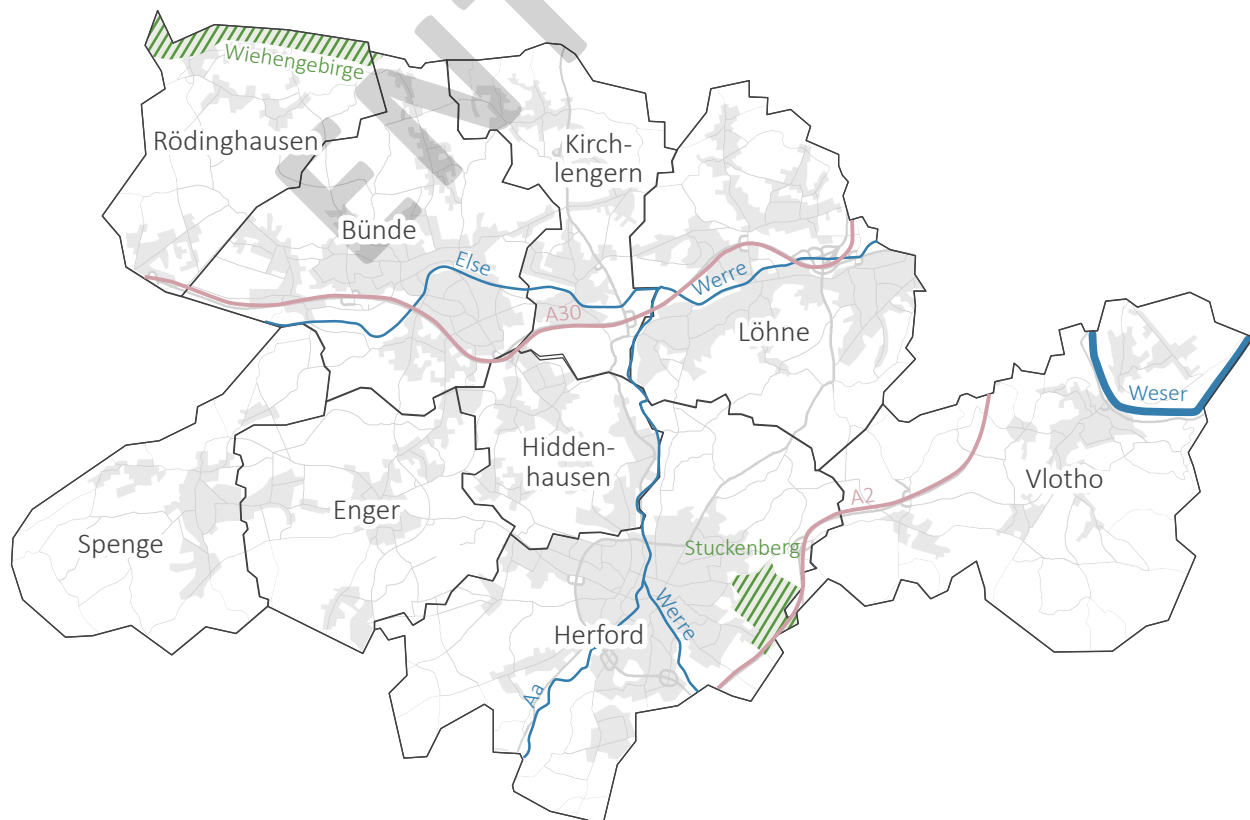 Wiehengebirge
Rödinghausen
Kirch-
lengern
Bünde
Else
Werre
A30
Löhne
Weser
Hidden-
hausen
Vlotho
Enger
A2
Spenge
Stuckenberg
Werre
Herford
Aa